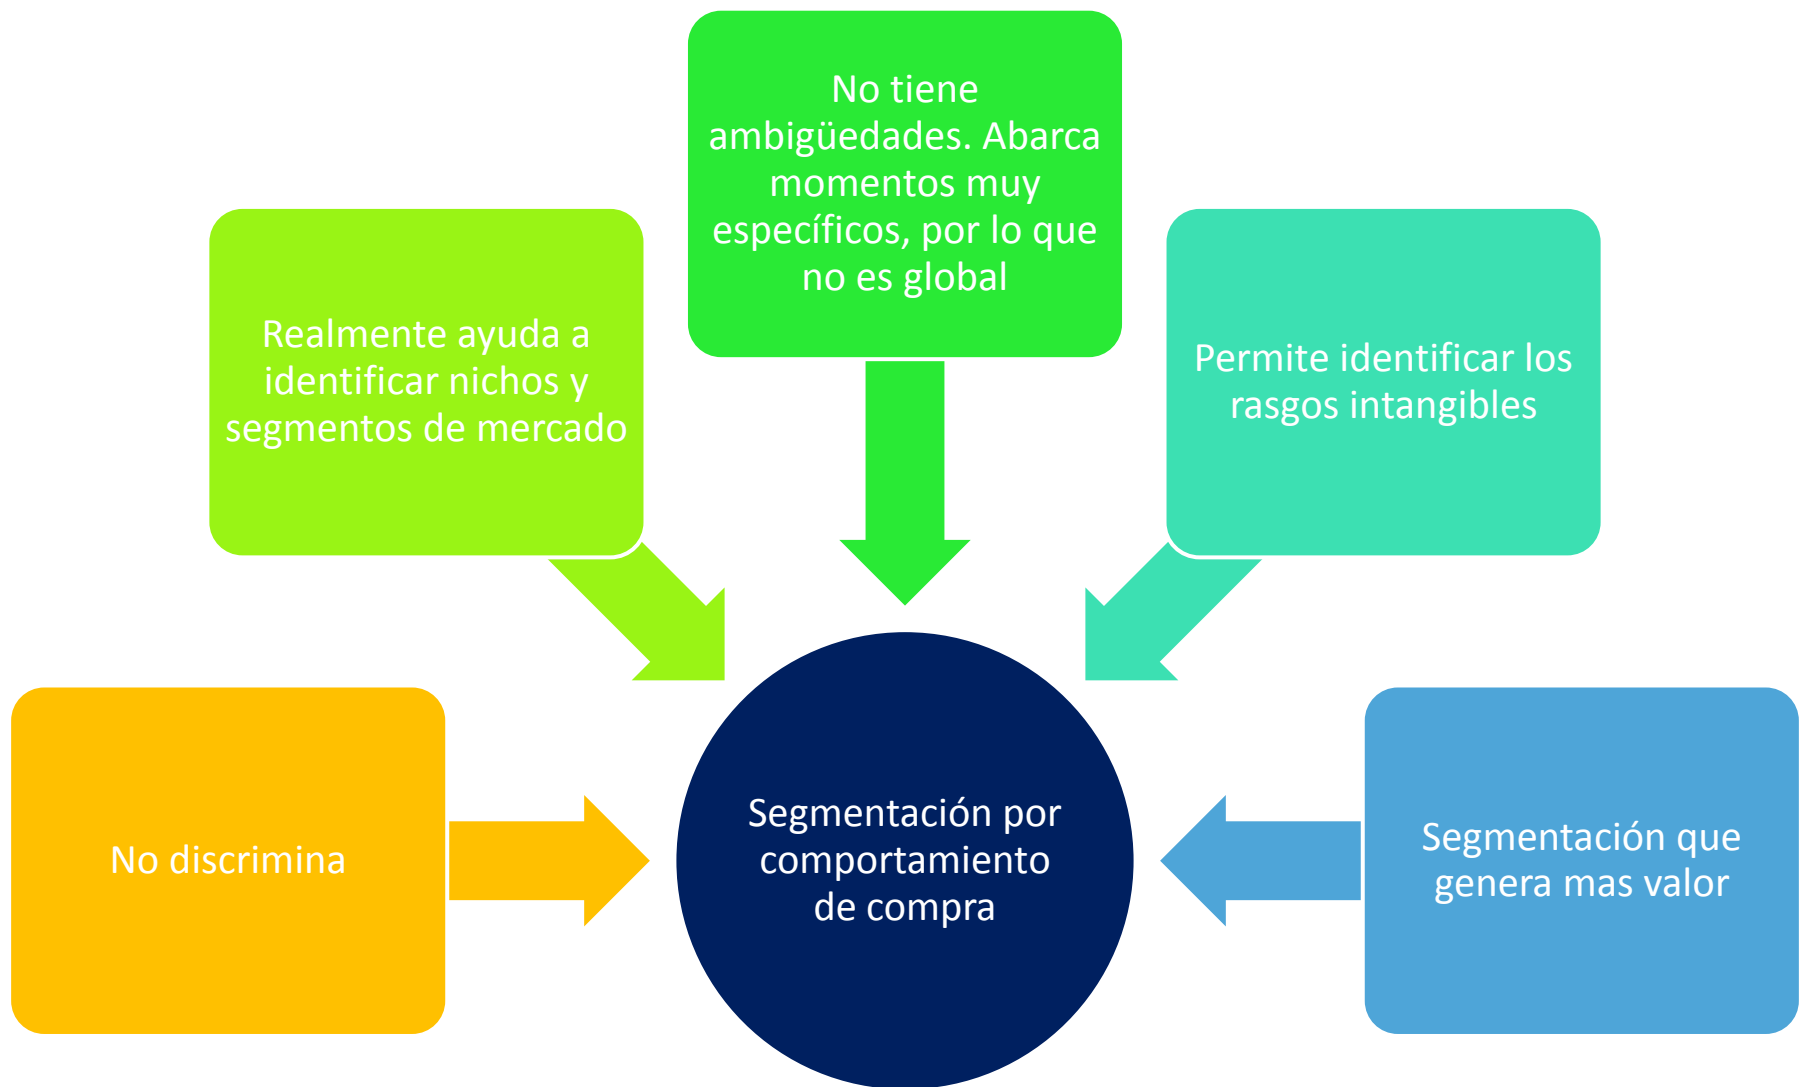 No tiene
ambigüedades. Abarca
momentos muy
específicos, por lo que
no es global
Realmente ayuda a
identificar nichos y
segmentos de mercado
Permite identificar los
rasgos intangibles
No discrimina
Segmentación por
comportamiento
de compra
Segmentación que
genera mas valor